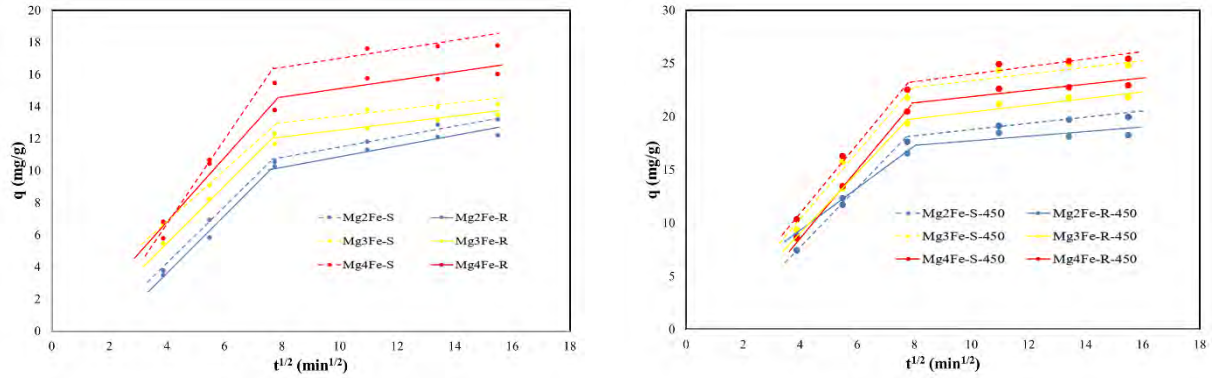 20
18
16
14
12
10
8
6
4
2
0
q (mg/g)
0 2 4 6 8 10 12 14 16 18
t1/2 (min1/2)
Mg2Fe-S Mg2Fe-R
Mg3Fe-S Mg3Fe-R
Mg4Fe-S Mg4Fe-R
30
25
20
15
10
5
0
q (mg/g)
0 2 4 6 8 10 12 14 16 18
t1/2 (min1/2)
Mg2Fe-S-450 Mg2Fe-R-450
Mg3Fe-S-450 Mg3Fe-R-450
Mg4Fe-S-450 Mg4Fe-R-450